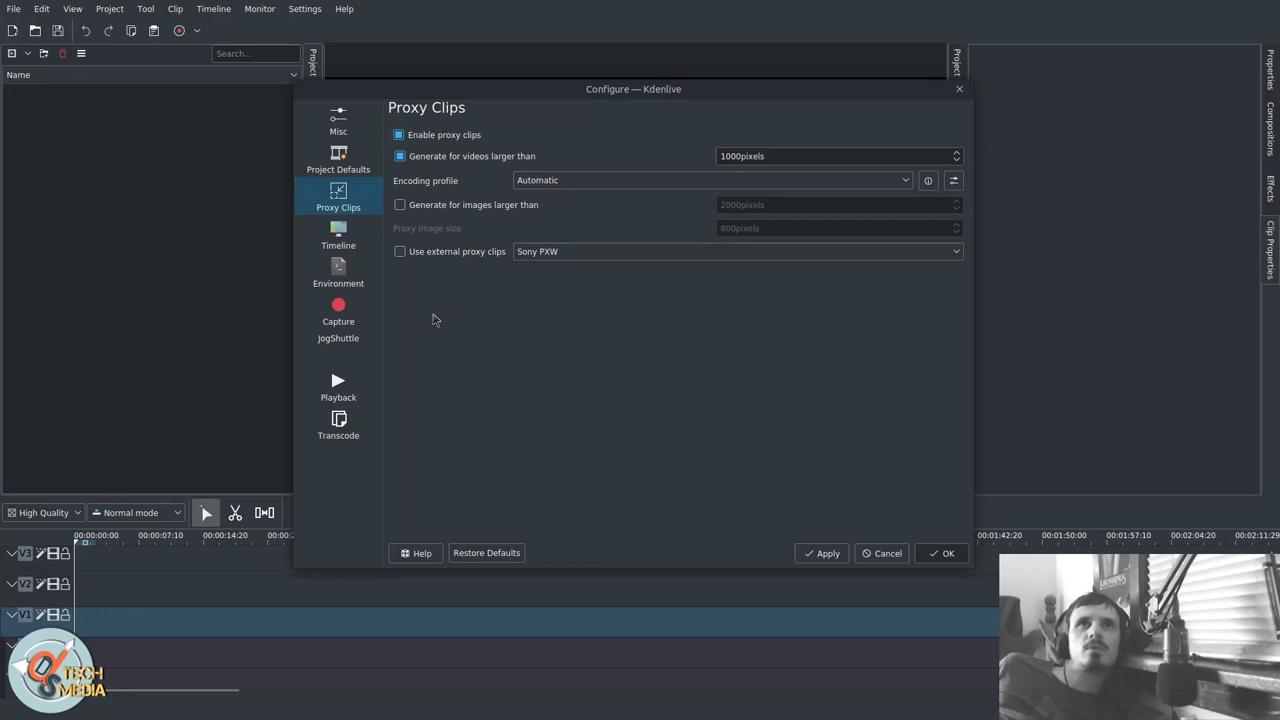 File Edit View Project Tool Clip Timeline Monitor Settings Help
Search...
Name
Project
Project
Properties
Compositions
Effects
Clip Properties
Configure — Kdenlive
Misc
Project Defaults
Proxy Clips
Timeline
Environment
Capture
JogShuttle
Playback
Transcode
Proxy Clips
Enable proxy clips
Generate for videos larger than 1000pixels
Encoding profile Automatic
Generate for images larger than 2000pixels
Proxy image size 800pixels
Use external proxy clips Sony PXW
Help Restore Defaults Apply Cancel OK
High Quality Normal mode
00:00:00:00 00:00:07:10 00:00:14:20 00:00:2 00:01:42:20 00:01:50:00 00:02:04:20 00:02:11:29
V3
V2
V1
TECH
MEDIA